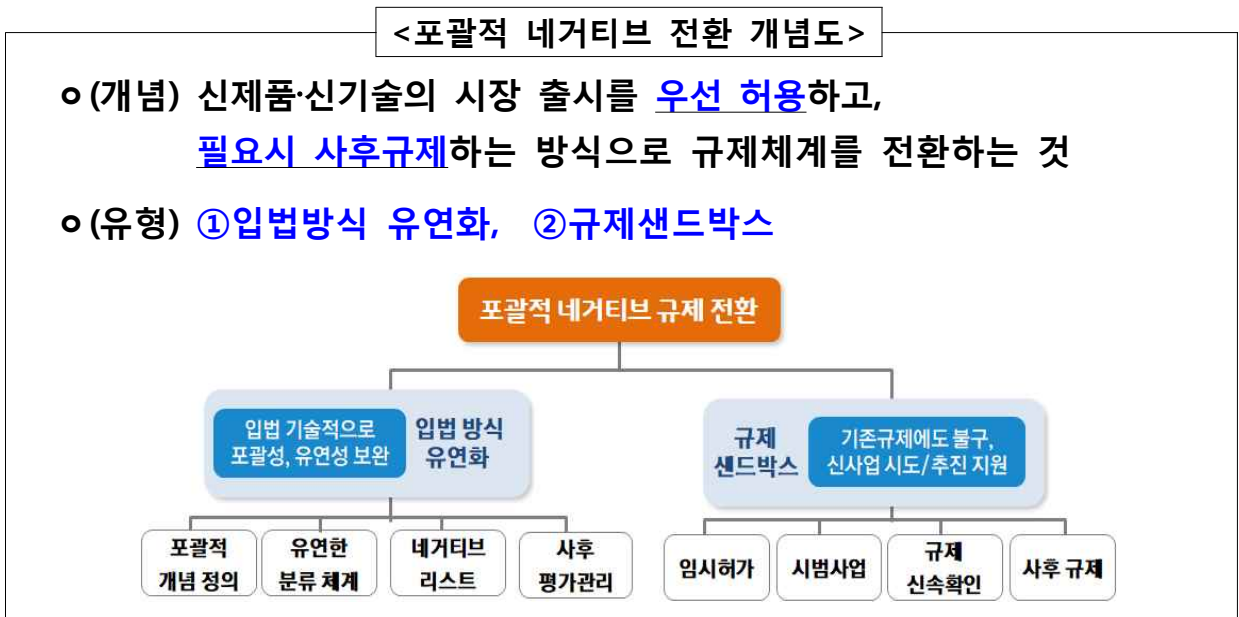 <포괄적 네거티브 전환 개념도>
ㅇ(개념) 신제품·신기술의 시장 출시를 우선 허용하고,
필요시 사후규제하는 방식으로 규제체계를 전환하는 것
ㅇ(유형) ①입법방식 유연화, ②규제샌드박스
포괄적 네거티브 규제 전환
입법 기술적으로
포괄성, 유연성 보완
입법 방식
유연화
규제
샌드박스
기존규제에도 불구,
신사업 시도/추진 지원
포괄적
개념 정의
유연한
분류 체계
네거티브
리스트
사후
평가관리
임시허가
시범사업
규제
신속확인
사후 규제